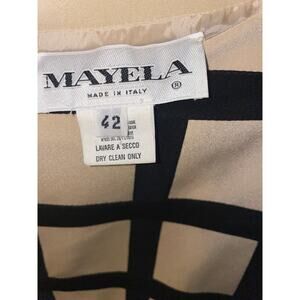 MAYELA
MADE IN ITALY
®
42
LAVARE A SECCO
DRY CLEAN ONLY